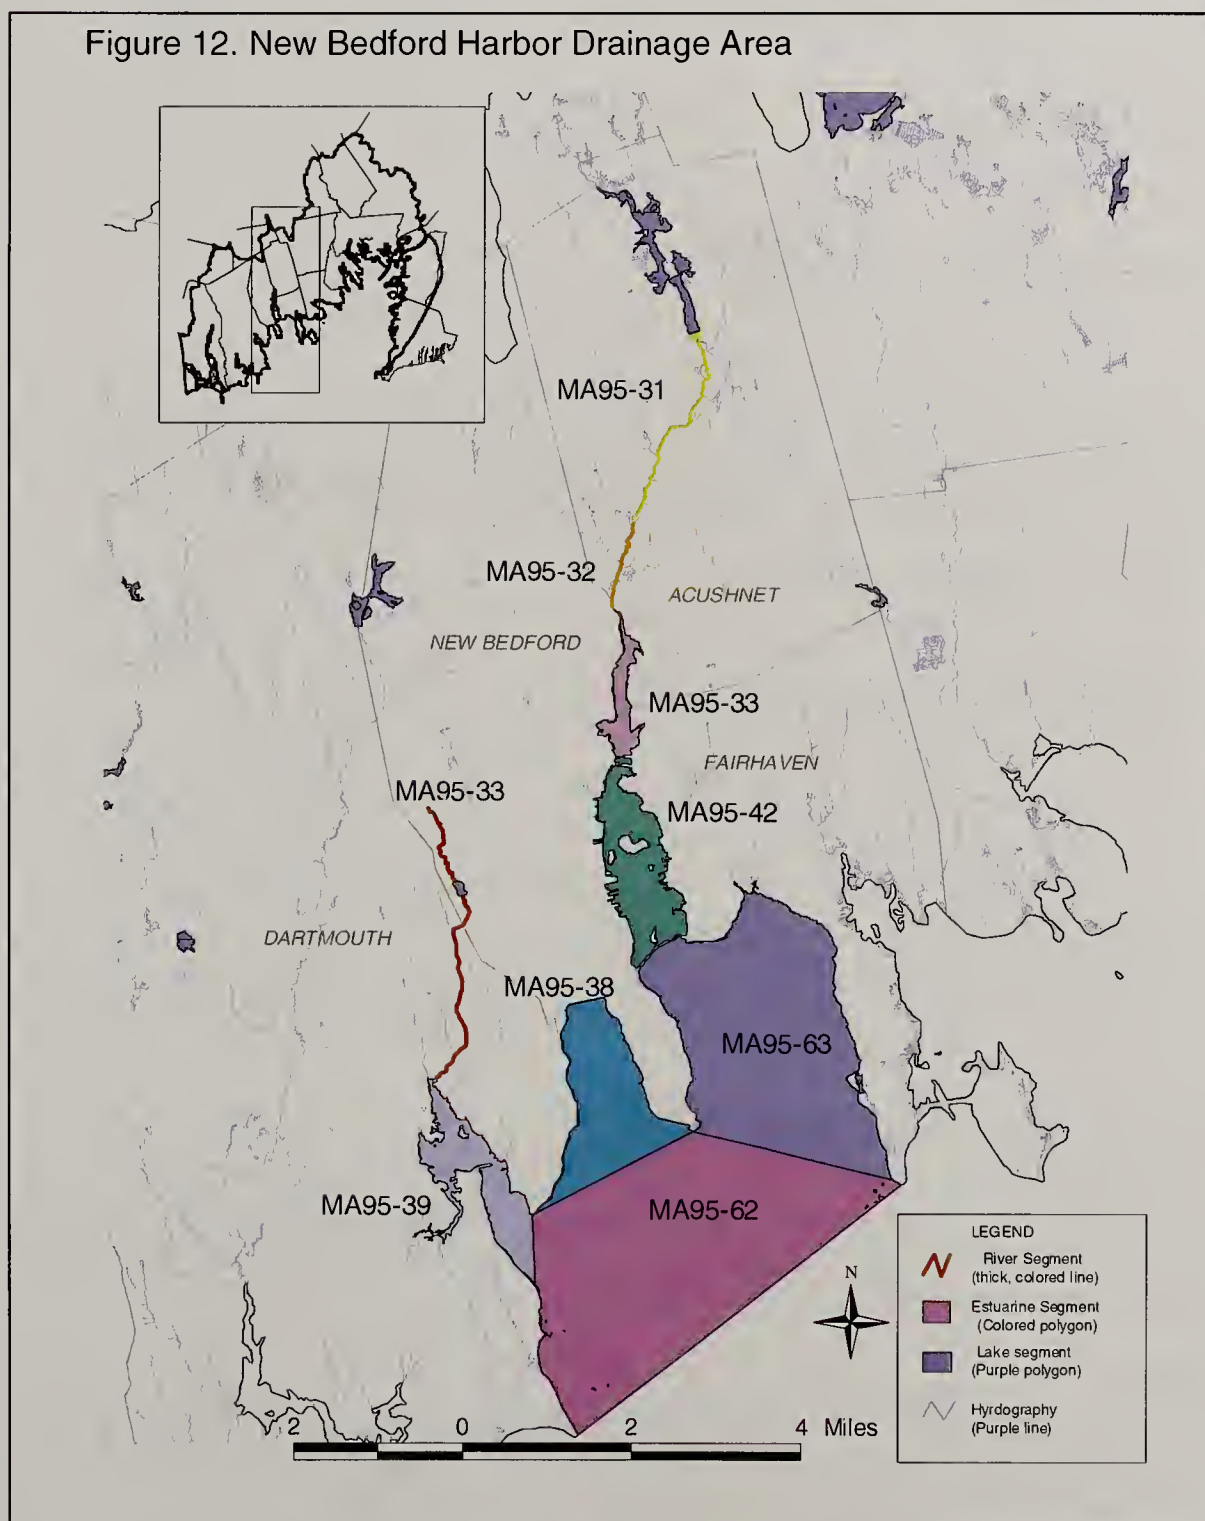 Figure 12. New Bedford Harbor Drainage Area
MA95-31
MA95-32
ACUSHNET
NEW BEDFORD
MA95-33
FAIRHAVEN
MA95-33
MA95-42
DARTMOUTH
MA95-38
MA95-63
MA95-39
MA95-62
LEGEND
River Segment
(thick, colored line)
Estuarine Segment
(Colored polygon)
Lake segment
(Purple polygon)
Hyrdography
(Purple line)
N
2 0 2 4 Miles